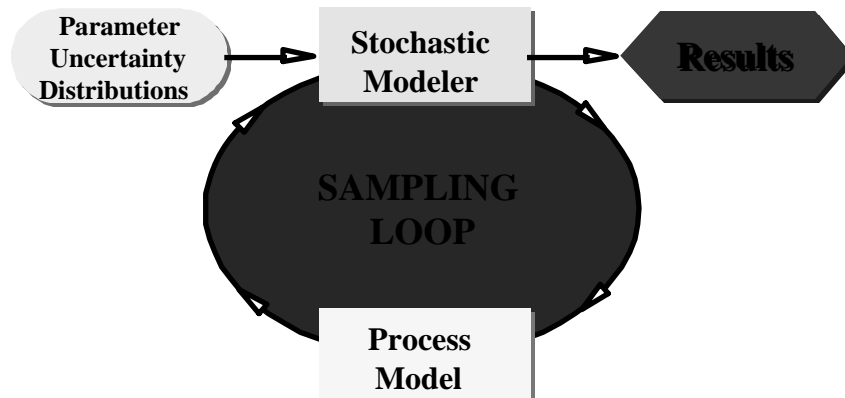 Parameter
Uncertainty
Distributions
Stochastic
Modeler
Results
SAMPLING
LOOP
Process
Model